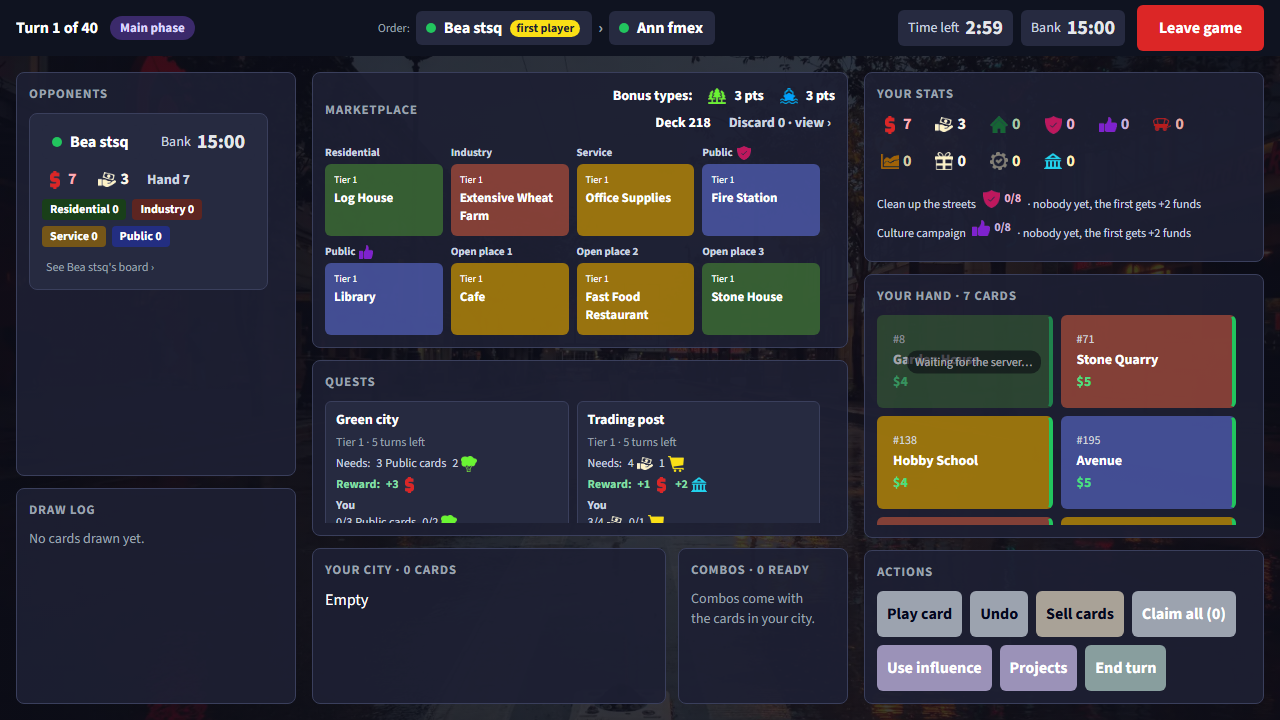 Turn 1 of 40 Main phase Order: Bea stsq first player › Ann fmex Time left 2:59 Bank 15:00 Leave game
OPPONENTS
Bea stsq Bank 15:00
7 3 Hand 7
Residential 0 Industry 0
Service 0 Public 0
See Bea stsq's board ›
DRAW LOG
No cards drawn yet.
MARKETPLACE
Bonus types: 3 pts 3 pts
Deck 218 Discard 0 · view ›
Residential Industry Service Public
Tier 1 Tier 1 Tier 1 Tier 1
Log House Extensive Wheat Farm Office Supplies Fire Station
Public Open place 1 Open place 2 Open place 3
Tier 1 Tier 1 Tier 1 Tier 1
Library Cafe Fast Food Restaurant Stone House
QUESTS
Green city
Tier 1 · 5 turns left
Needs: 3 Public cards 2
Reward: +3
You
0/3 Public cards 0/2
Trading post
Tier 1 · 5 turns left
Needs: 4 1
Reward: +1 +2
You
3/4 0/1
YOUR CITY · 0 CARDS
Empty
COMBOS · 0 READY
Combos come with
the cards in your city.
YOUR STATS
7 3 0 0 0 0
0 0 0 0
Clean up the streets 0/8 · nobody yet, the first gets +2 funds
Culture campaign 0/8 · nobody yet, the first gets +2 funds
YOUR HAND · 7 CARDS
#8
$4
Waiting for the server…
#71
Stone Quarry
$5
#138
Hobby School
$4
#195
Avenue
$5
ACTIONS
Play card Undo Sell cards Claim all (0)
Use influence Projects End turn